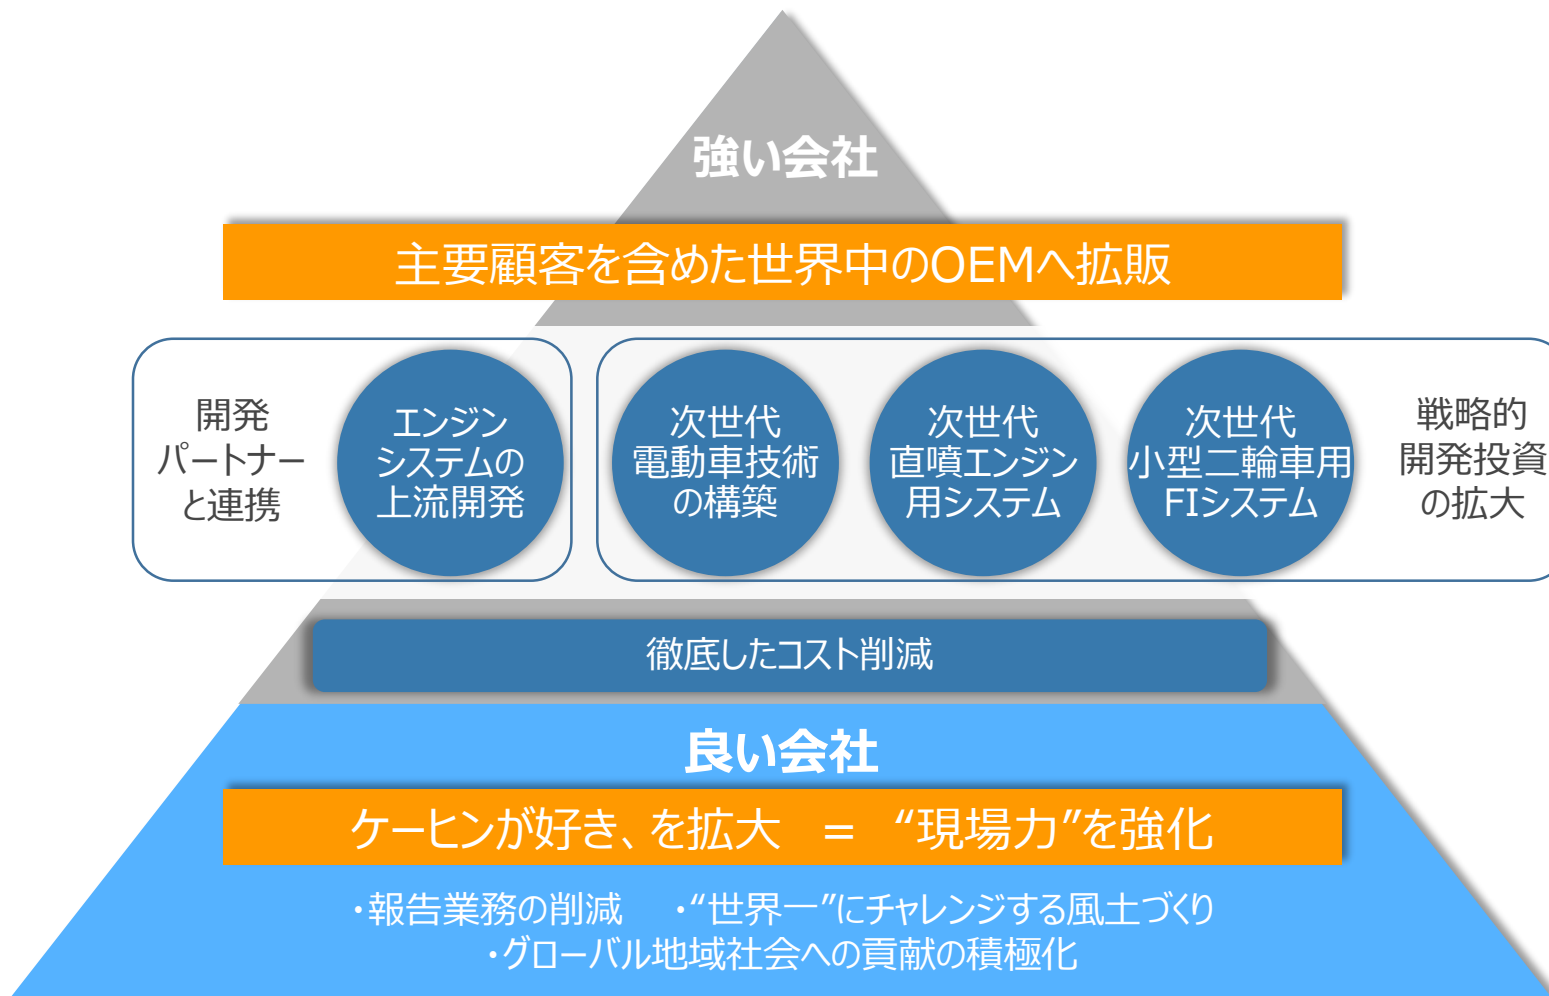 強い会社
主要顧客を含めた世界中のOEMへ拡販
開発
パートナー
と連携
エンジン
システムの
上流開発
次世代
電動車技術
の構築
次世代
直噴エンジン
用システム
次世代
小型二輪車用
FIシステム
戦略的
開発投資
の拡大
徹底したコスト削減
良い会社
ケーヒンが好き、を拡大 = “現場力”を強化
・報告業務の削減 ・“世界一”にチャレンジする風土づくり
・グローバル地域社会への貢献の積極化